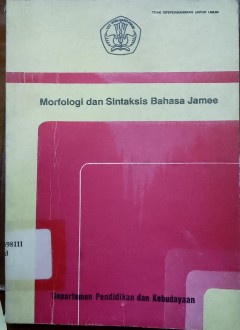 TIDAK DIPERDAGANGKAN UNTUK UMUM
Morfologi dan Sintaksis Bahasa Jamee
Departemen Pendidikan dan Kebudayaan